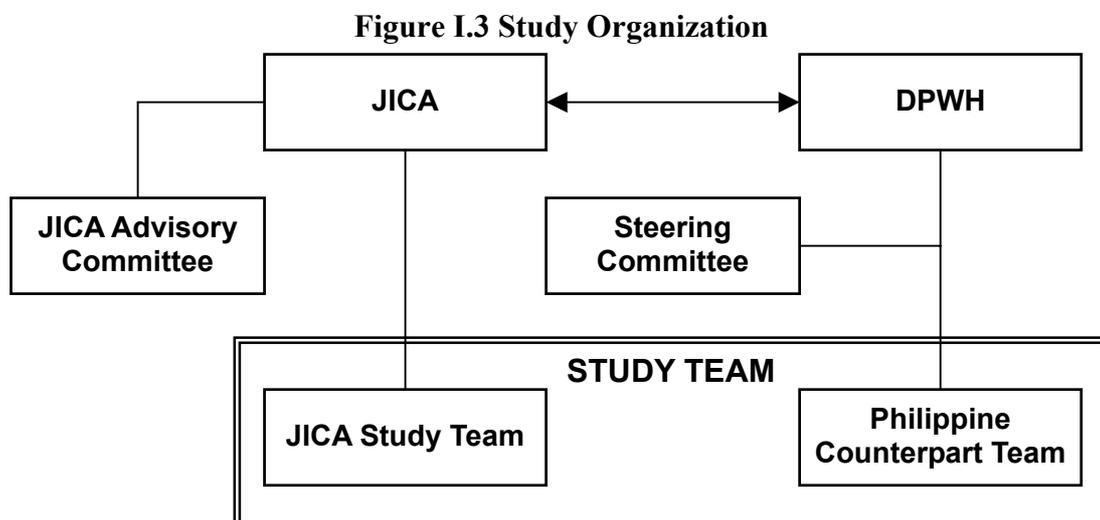 Figure I.3 Study Organization
JICA
DPWH
JICA Advisory
Committee
Steering
Committee
STUDY TEAM
JICA Study Team
Philippine
Counterpart Team